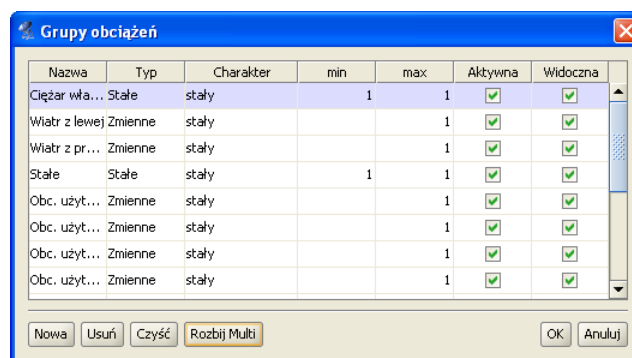 Grupy obciążeń
Nazwa Typ Charakter min max Aktywna Widoczna
Ciężar wła... Stałe stały 1 1
Wiatr z lewej Zmienne stały 1
Wiatr z pr... Zmienne stały 1
Stałe Stałe stały 1 1
Obc. użyt... Zmienne stały 1
Obc. użyt... Zmienne stały 1
Obc. użyt... Zmienne stały 1
Obc. użyt... Zmienne stały 1
Nowa Usuń Czyść Rozbij Multi OK Anuluj